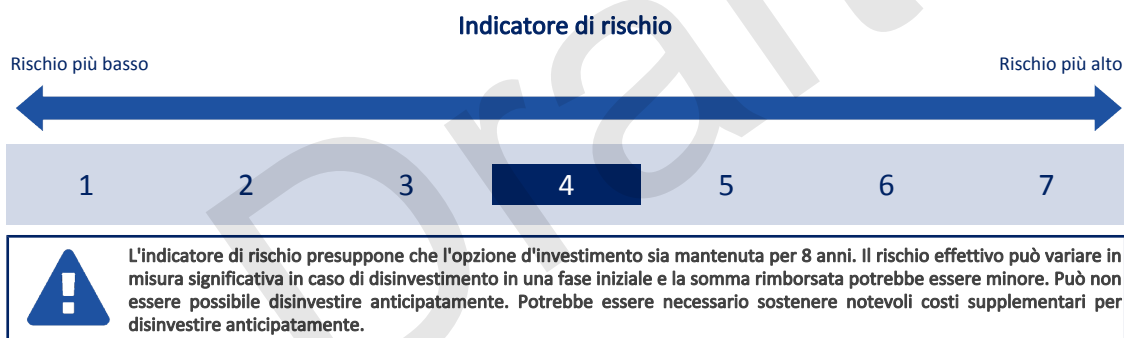 Indicatore di rischio
Rischio più basso
Rischio più alto
1 2 3 4 5 6 7
L'indicatore di rischio presuppone che l'opzione d'investimento sia mantenuta per 8 anni. Il rischio effettivo può variare in
misura significativa in caso di disinvestimento in una fase iniziale e la somma rimborsata potrebbe essere minore. Può non
essere possibile disinvestire anticipatamente. Potrebbe essere necessario sostenere notevoli costi supplementari per
disinvestire anticipatamente.
Draft